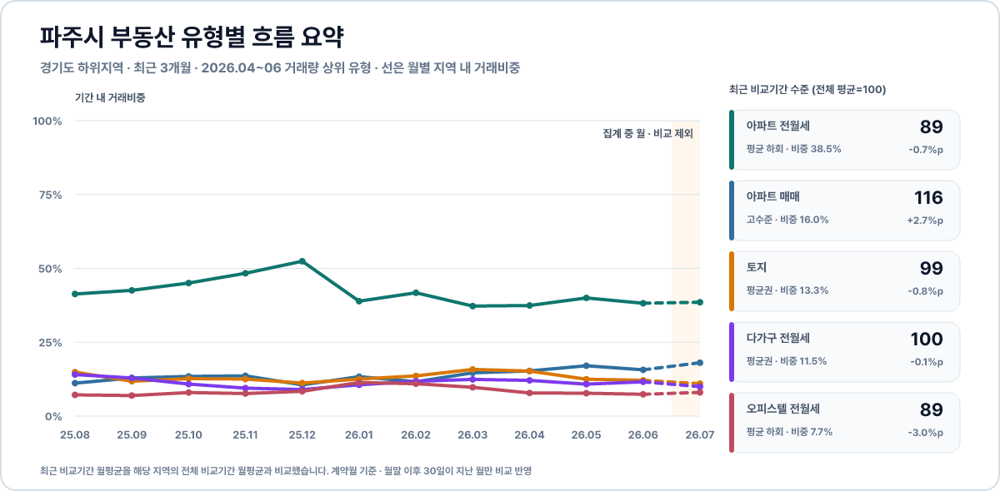 파주시 부동산 유형별 흐름 요약
경기도 하위지역 · 최근 3개월 · 2026.04~06 거래량 상위 유형 · 선은 월별 지역 내 거래비중
기간 내 거래비중
100%
75%
50%
25%
0%
집계 중 월 · 비교 제외
25.08 25.09 25.10 25.11 25.12 26.01 26.02 26.03 26.04 26.05 26.06 26.07
최근 비교기간 수준 (전체 평균=100)
아파트 전월세 89
평균 하회 · 비중 38.5% -0.7%p
아파트 매매 116
고수준 · 비중 16.0% +2.7%p
토지 99
평균권 · 비중 13.3% -0.8%p
다가구 전월세 100
평균권 · 비중 11.5% -0.1%p
오피스텔 전월세 89
평균 하회 · 비중 7.7% -3.0%p
최근 비교기간 월평균을 해당 지역의 전체 비교기간 월평균과 비교했습니다. 계약월 기준 · 월말 이후 30일이 지난 월만 비교 반영